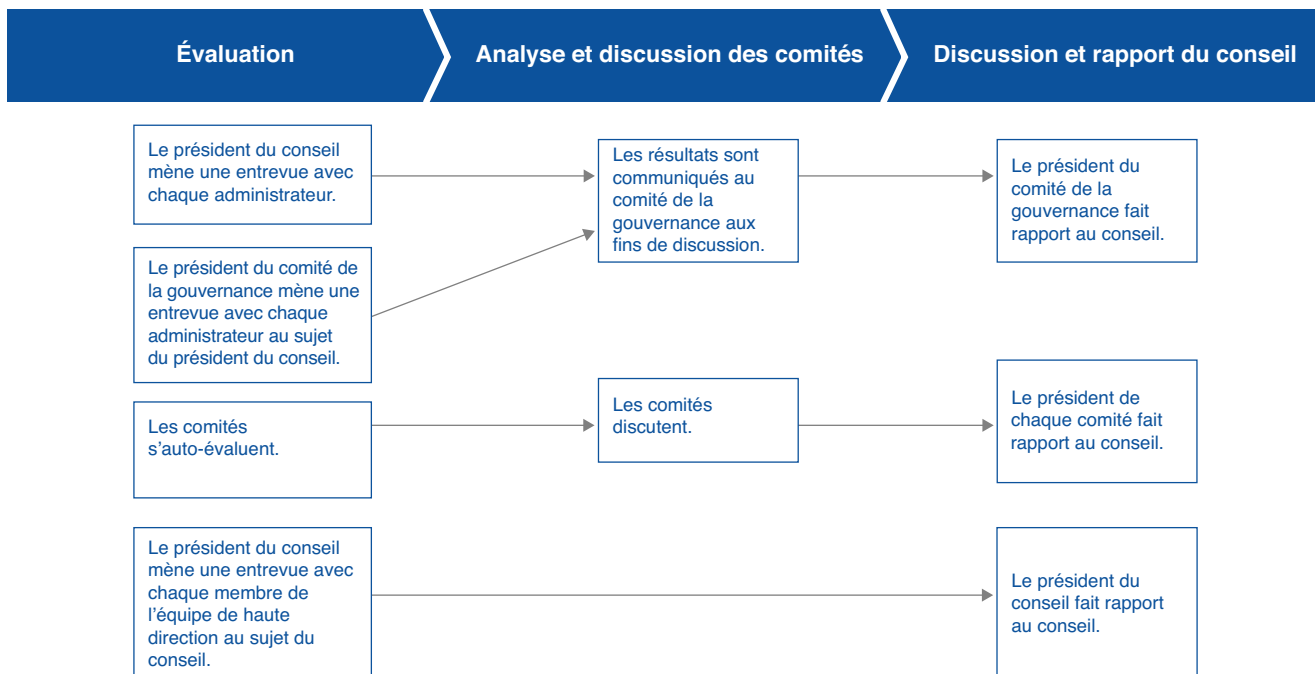 Évaluation
Analyse et discussion des comités
Discussion et rapport du conseil
Le président du conseil
mène une entrevue avec
chaque administrateur.
Les résultats sont
communiqués au
comité de la
gouvernance aux
fins de discussion.
Le président du
comité de la
gouvernance fait
rapport au conseil.
Le président du comité de
la gouvernance mène une
entrevue avec chaque
administrateur au sujet
du président du conseil.
Les comités
s'auto-évaluent.
Les comités
discutent.
Le président de
chaque comité fait
rapport au conseil.
Le président du conseil
mène une entrevue avec
chaque membre de
l'équipe de haute
direction au sujet du
conseil.
Le président du
conseil fait rapport
au conseil.